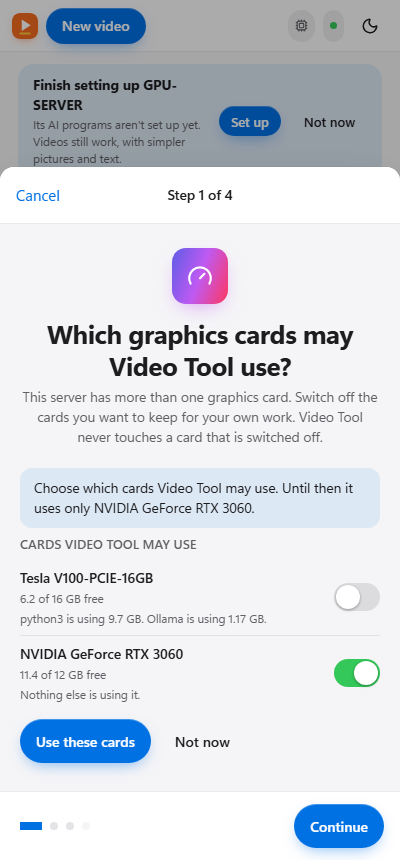 New video
Finish setting up GPU-
SERVER
Its AI programs aren't set up yet.
Videos still work, with simpler
pictures and text.
Set up
Not now
Cancel
Step 1 of 4
Which graphics cards may
Video Tool use?
This server has more than one graphics card. Switch off the
cards you want to keep for your own work. Video Tool
never touches a card that is switched off.
Choose which cards Video Tool may use. Until then it
uses only NVIDIA GeForce RTX 3060.
CARDS VIDEO TOOL MAY USE
Tesla V100-PCIE-16GB
6.2 of 16 GB free
python3 is using 9.7 GB. Ollama is using 1.17 GB.
NVIDIA GeForce RTX 3060
11.4 of 12 GB free
Nothing else is using it.
Use these cards
Not now
Continue